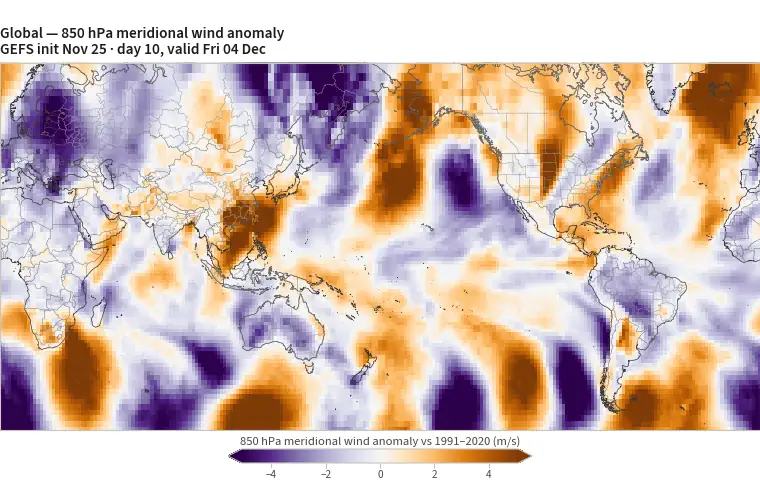 Global — 850 hPa meridional wind anomaly
GEFS init Nov 25 · day 10, valid Fri 04 Dec
850 hPa meridional wind anomaly vs 1991–2020 (m/s)
−4 −2 0 2 4